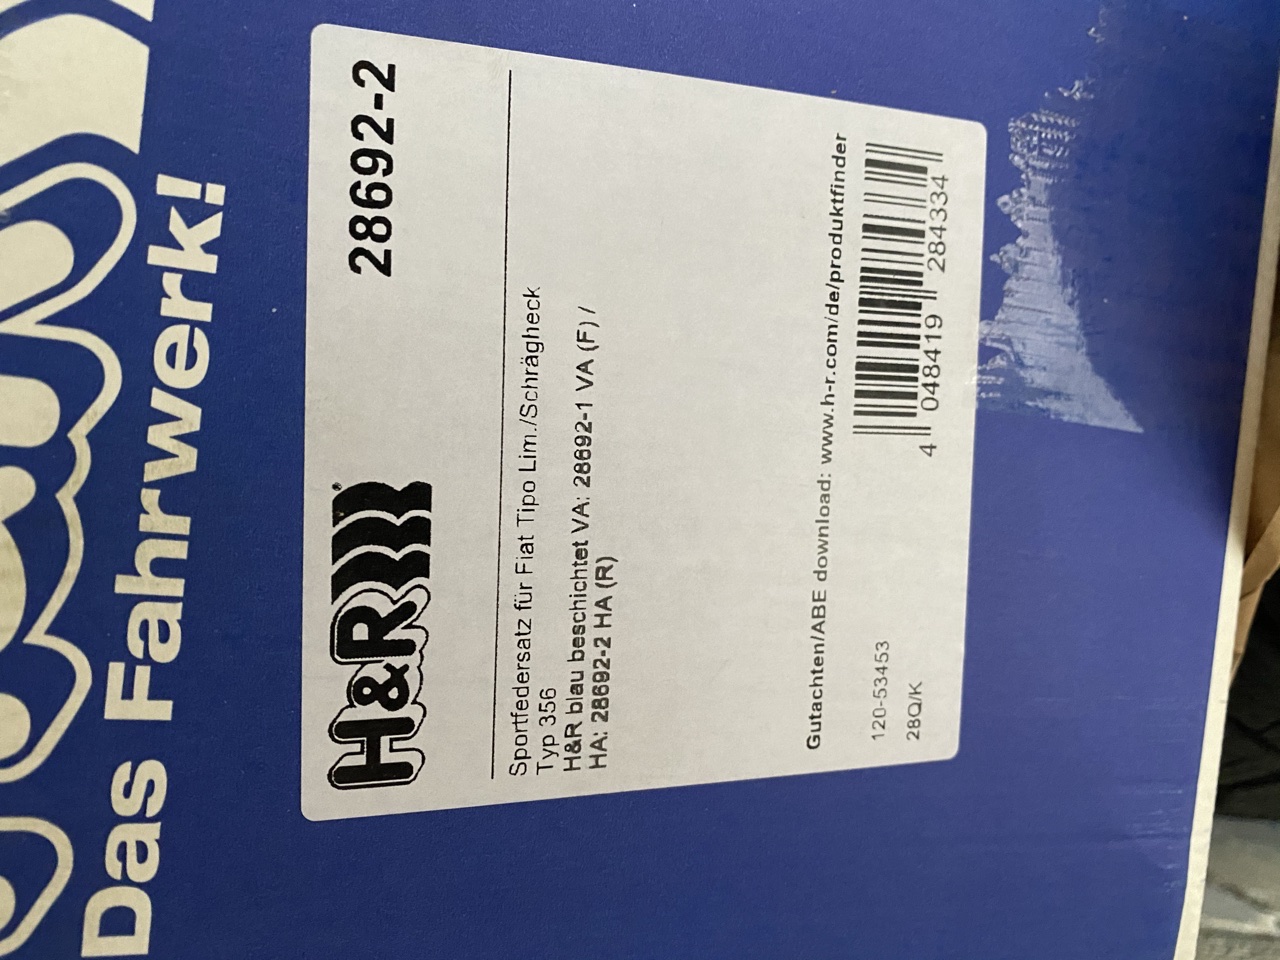 Das Fahrwerk!
H&R®
28692-2
Sportfedersatz für Fiat Tipo Lim./Schrägheck
Typ 356
H&R blau beschichtet VA: 28692-1 VA (F) /
HA: 28692-2 HA (R)
Gutachten/ABE download: www.h-r.com/de/produktfinder
120-53453
28Q/K
4 048419 284334